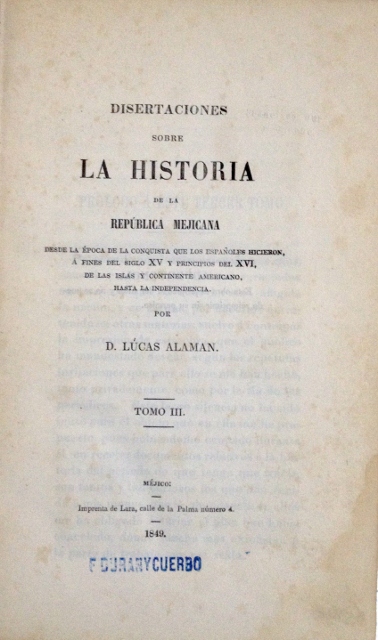 DISERTACIONES
SOBRE
LA HISTORIA
DE LA
REPÚBLICA MEJICANA
DESDE LA ÉPOCA DE LA CONQUISTA QUE LOS ESPAÑOLES HICIERON,
Á FINES DEL SIGLO XV Y PRINCIPIOS DEL XVI,
DE LAS ISLAS Y CONTINENTE AMERICANO,
HASTA LA INDEPENDENCIA.
POR
D. LÚCAS ALAMAN.
TOMO III.
MÉJICO:
Imprenta de Lara, calle de la Palma número 4.
1849.
F DURANYCUERBO